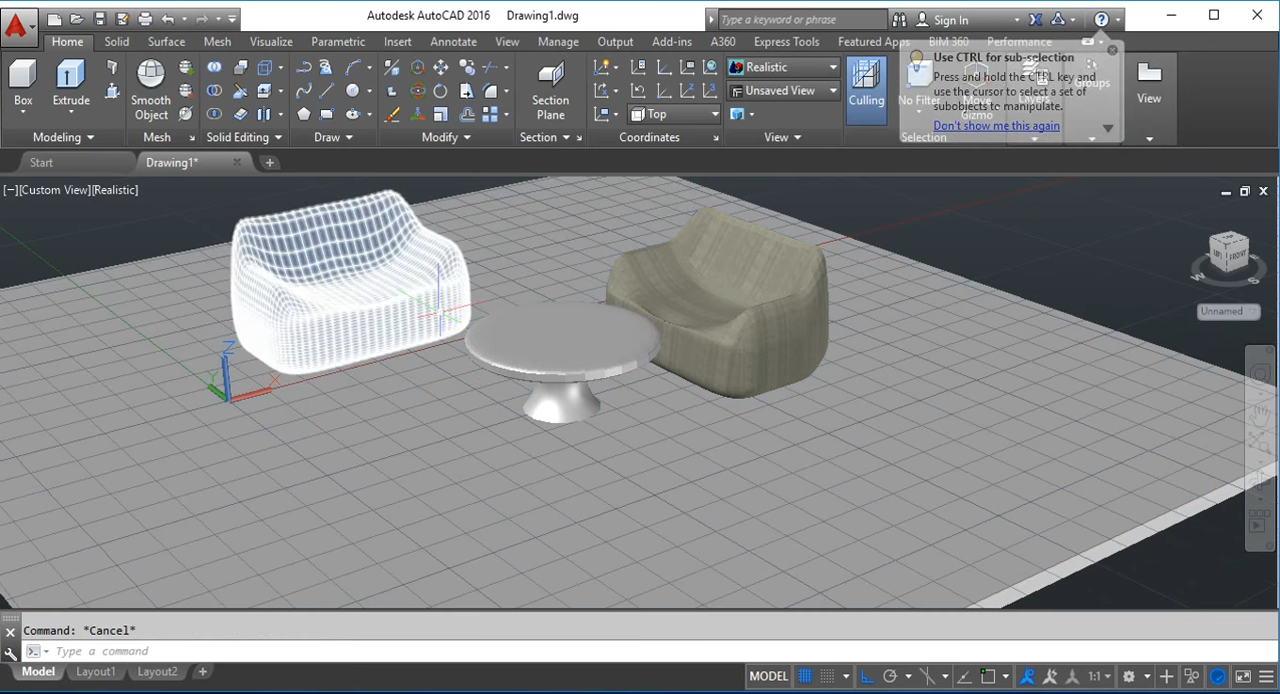 Autodesk AutoCAD 2016 Drawing1.dwg
Type a keyword or phrase
Sign In
Home Solid Surface Mesh Visualize Parametric Insert Annotate View Manage Output Add-ins A360 Express Tools Featured Apps BIM 360 Performance
Use CTRL for sub-selection
Press and hold the CTRL key and
use the cursor to select a set of
subobjects to manipulate.
Don't show me this again
Box
Extrude
Smooth
Object
Section
Plane
Realistic
Unsaved View
Top
Culling
No Filter
Move
Gizmo
Layers
Groups
View
Modeling Mesh Solid Editing Draw Modify Section Coordinates View Selection
Start Drawing1*
[−][Custom View][Realistic]
UP FRONT
W S
Unnamed
Z
Y X
Command: *Cancel*
Type a command
Model Layout1 Layout2
MODEL
1:1